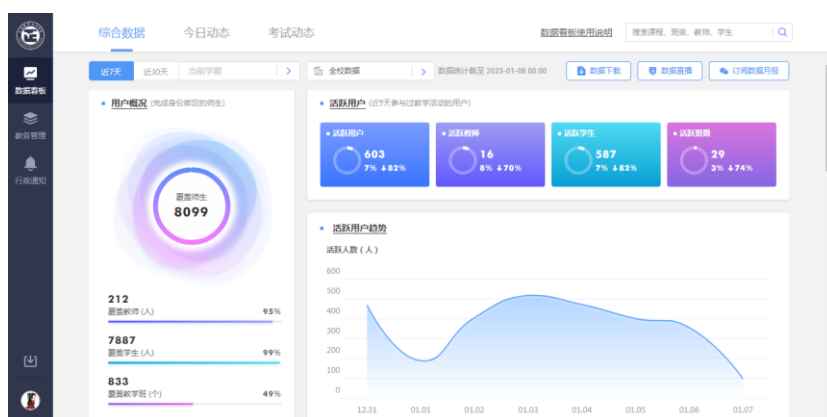 综合数据 今日动态 考试动态 数据看板使用说明 搜索课程、班级、教师、学生
近7天 近30天 当前学期 全校数据 数据统计截至 2023-01-08 00:00 数据下载 数据直播 订阅数据月报
数据看板
教务管理
行政通知
用户概况 (完成身份绑定的师生)
覆盖师生
8099
212
覆盖教师 (人) 95%
7887
覆盖学生 (人) 99%
833
覆盖教学班 (个) 49%
活跃用户 (近7天参与过教学活动的用户)
活跃用户
603
7% ↓82%
活跃教师
16
8% ↓70%
活跃学生
587
7% ↓82%
活跃班级
29
3% ↓74%
活跃用户趋势
活跃人数 ( 人 )
600
500
400
300
200
100
0
12.31 01.01 01.02 01.03 01.04 01.05 01.06 01.07